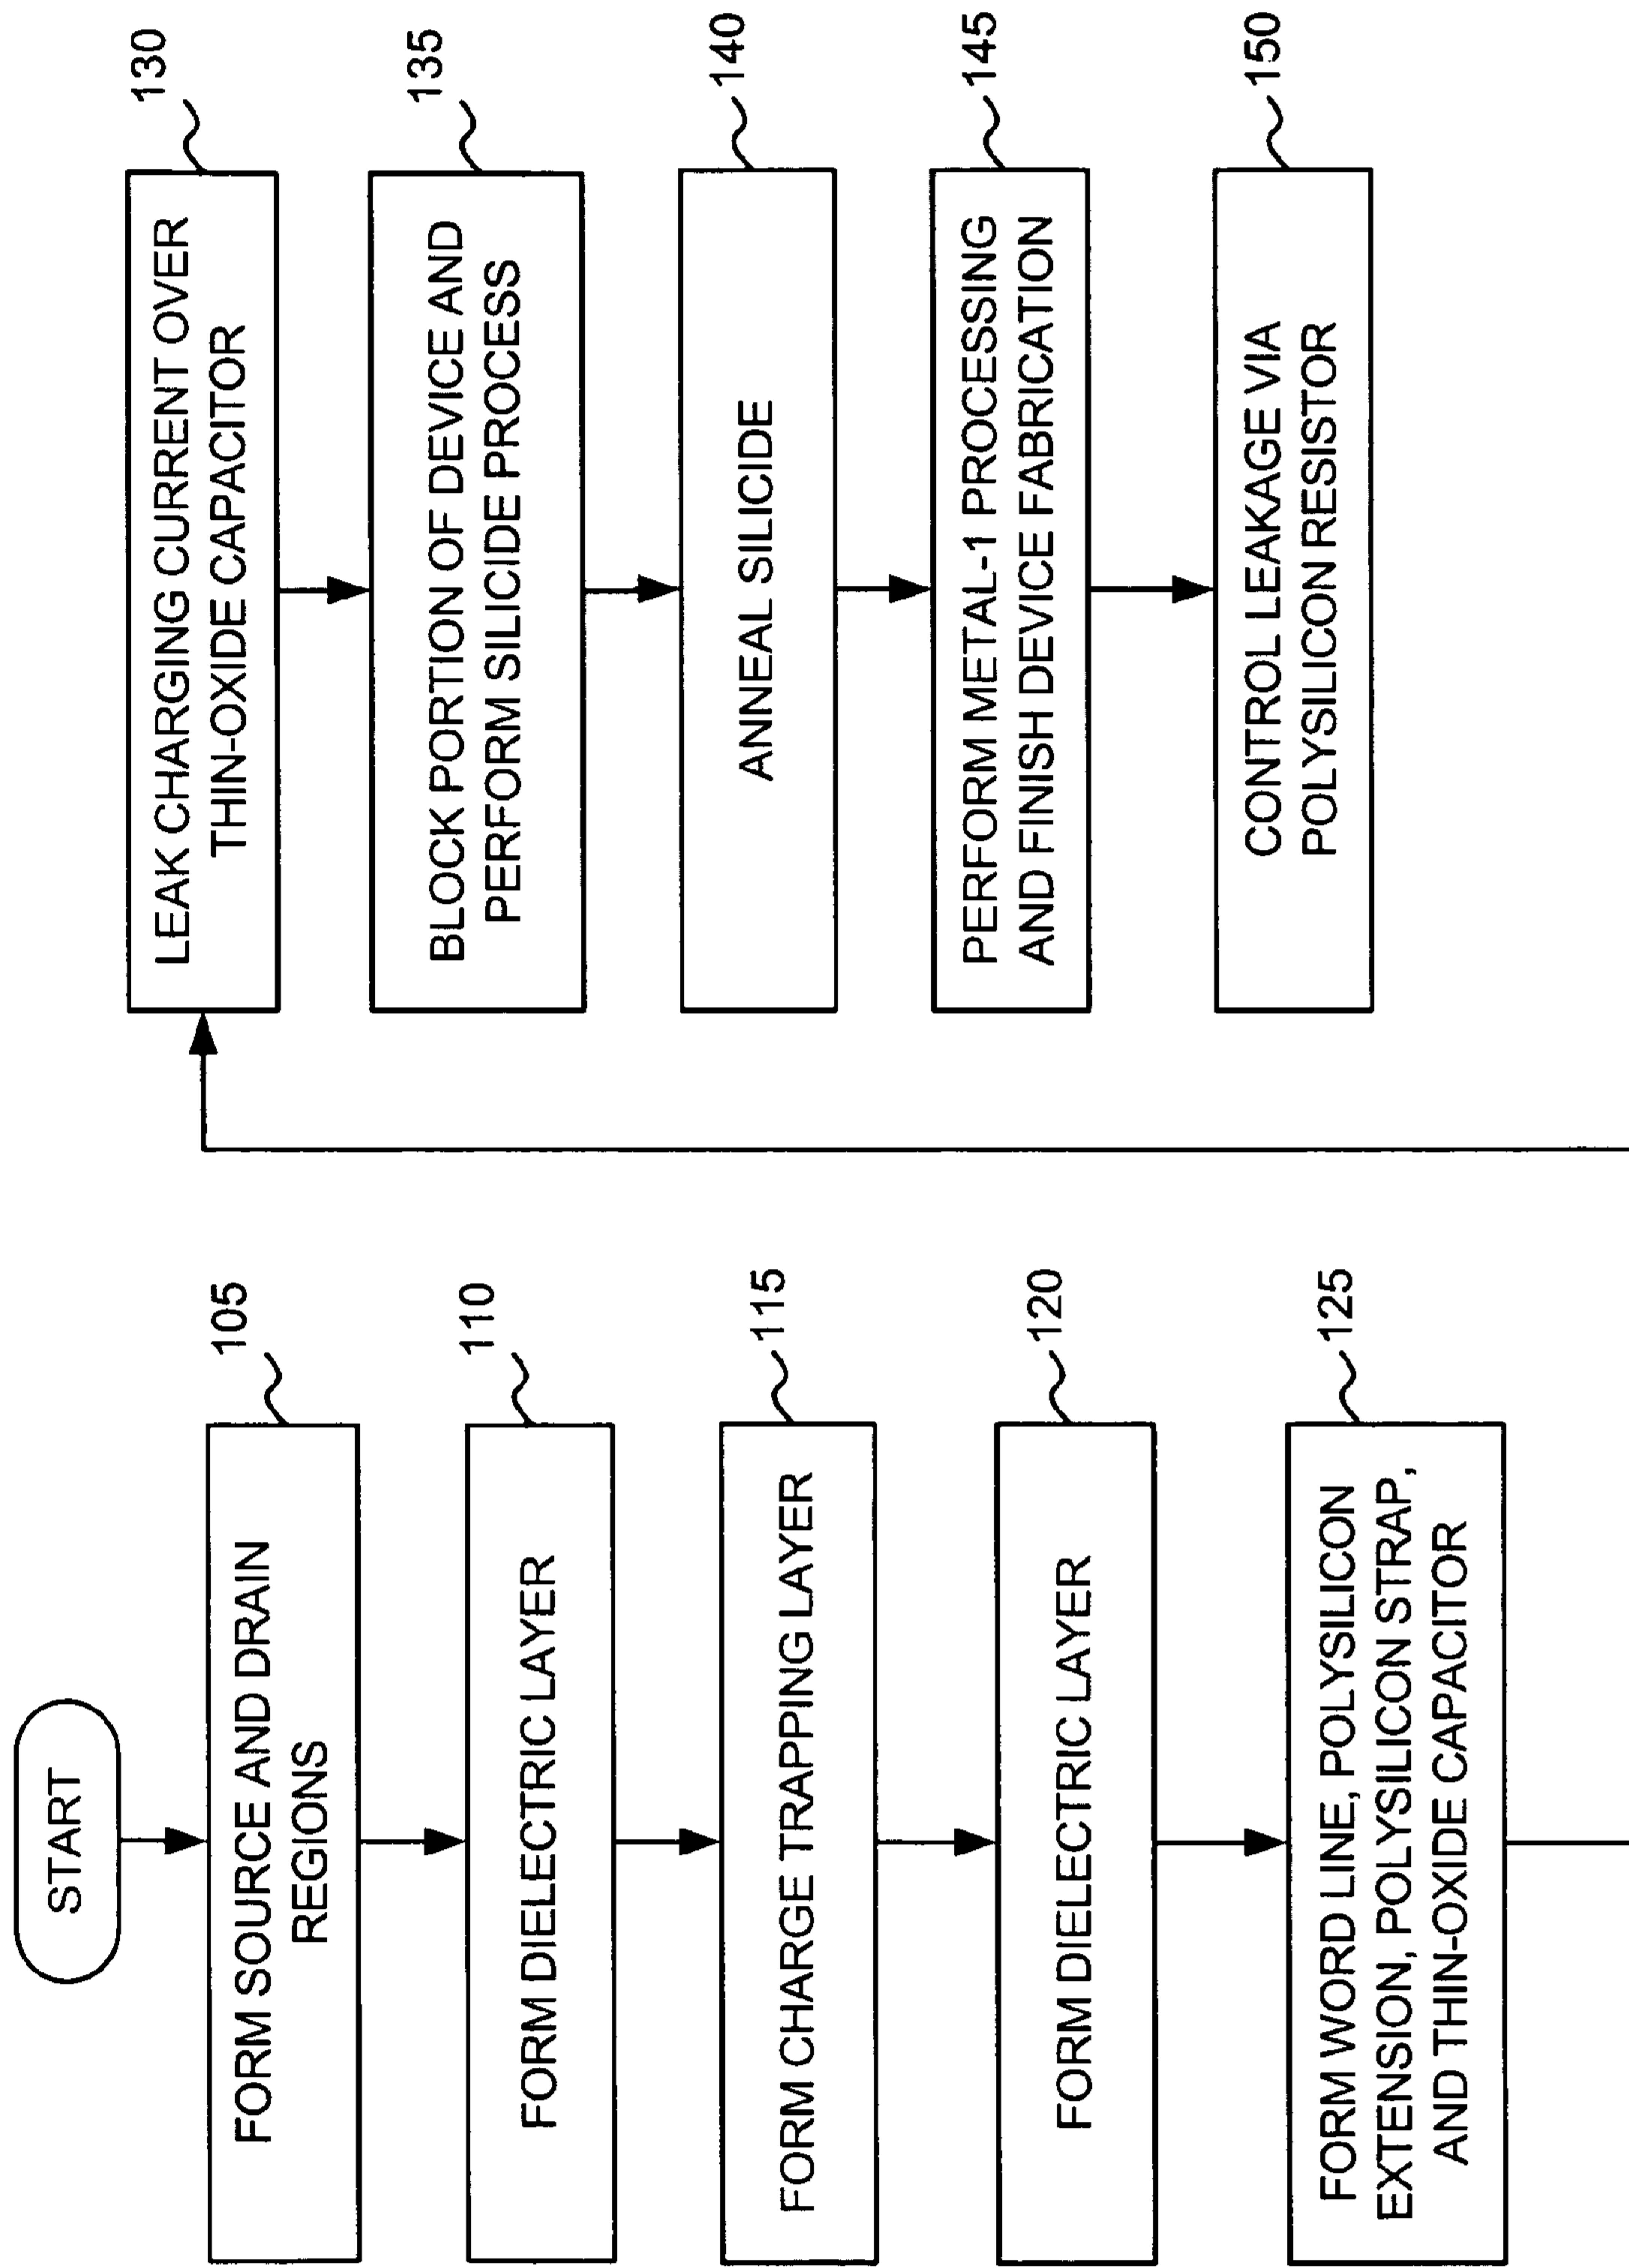 START
FORM SOURCE AND DRAIN
REGIONS
105
FORM DIELECTRIC LAYER
110
FORM CHARGE TRAPPING LAYER
115
FORM DIELECTRIC LAYER
120
FORM WORD LINE, POLYSILICON
EXTENSION, POLYSILICON STRAP,
AND THIN-OXIDE CAPACITOR
125
LEAK CHARGING CURRENT OVER
THIN-OXIDE CAPACITOR
130
BLOCK PORTION OF DEVICE AND
PERFORM SILICIDE PROCESS
135
ANNEAL SILICIDE
140
PERFORM METAL-1 PROCESSING
AND FINISH DEVICE FABRICATION
145
CONTROL LEAKAGE VIA
POLYSILICON RESISTOR
150